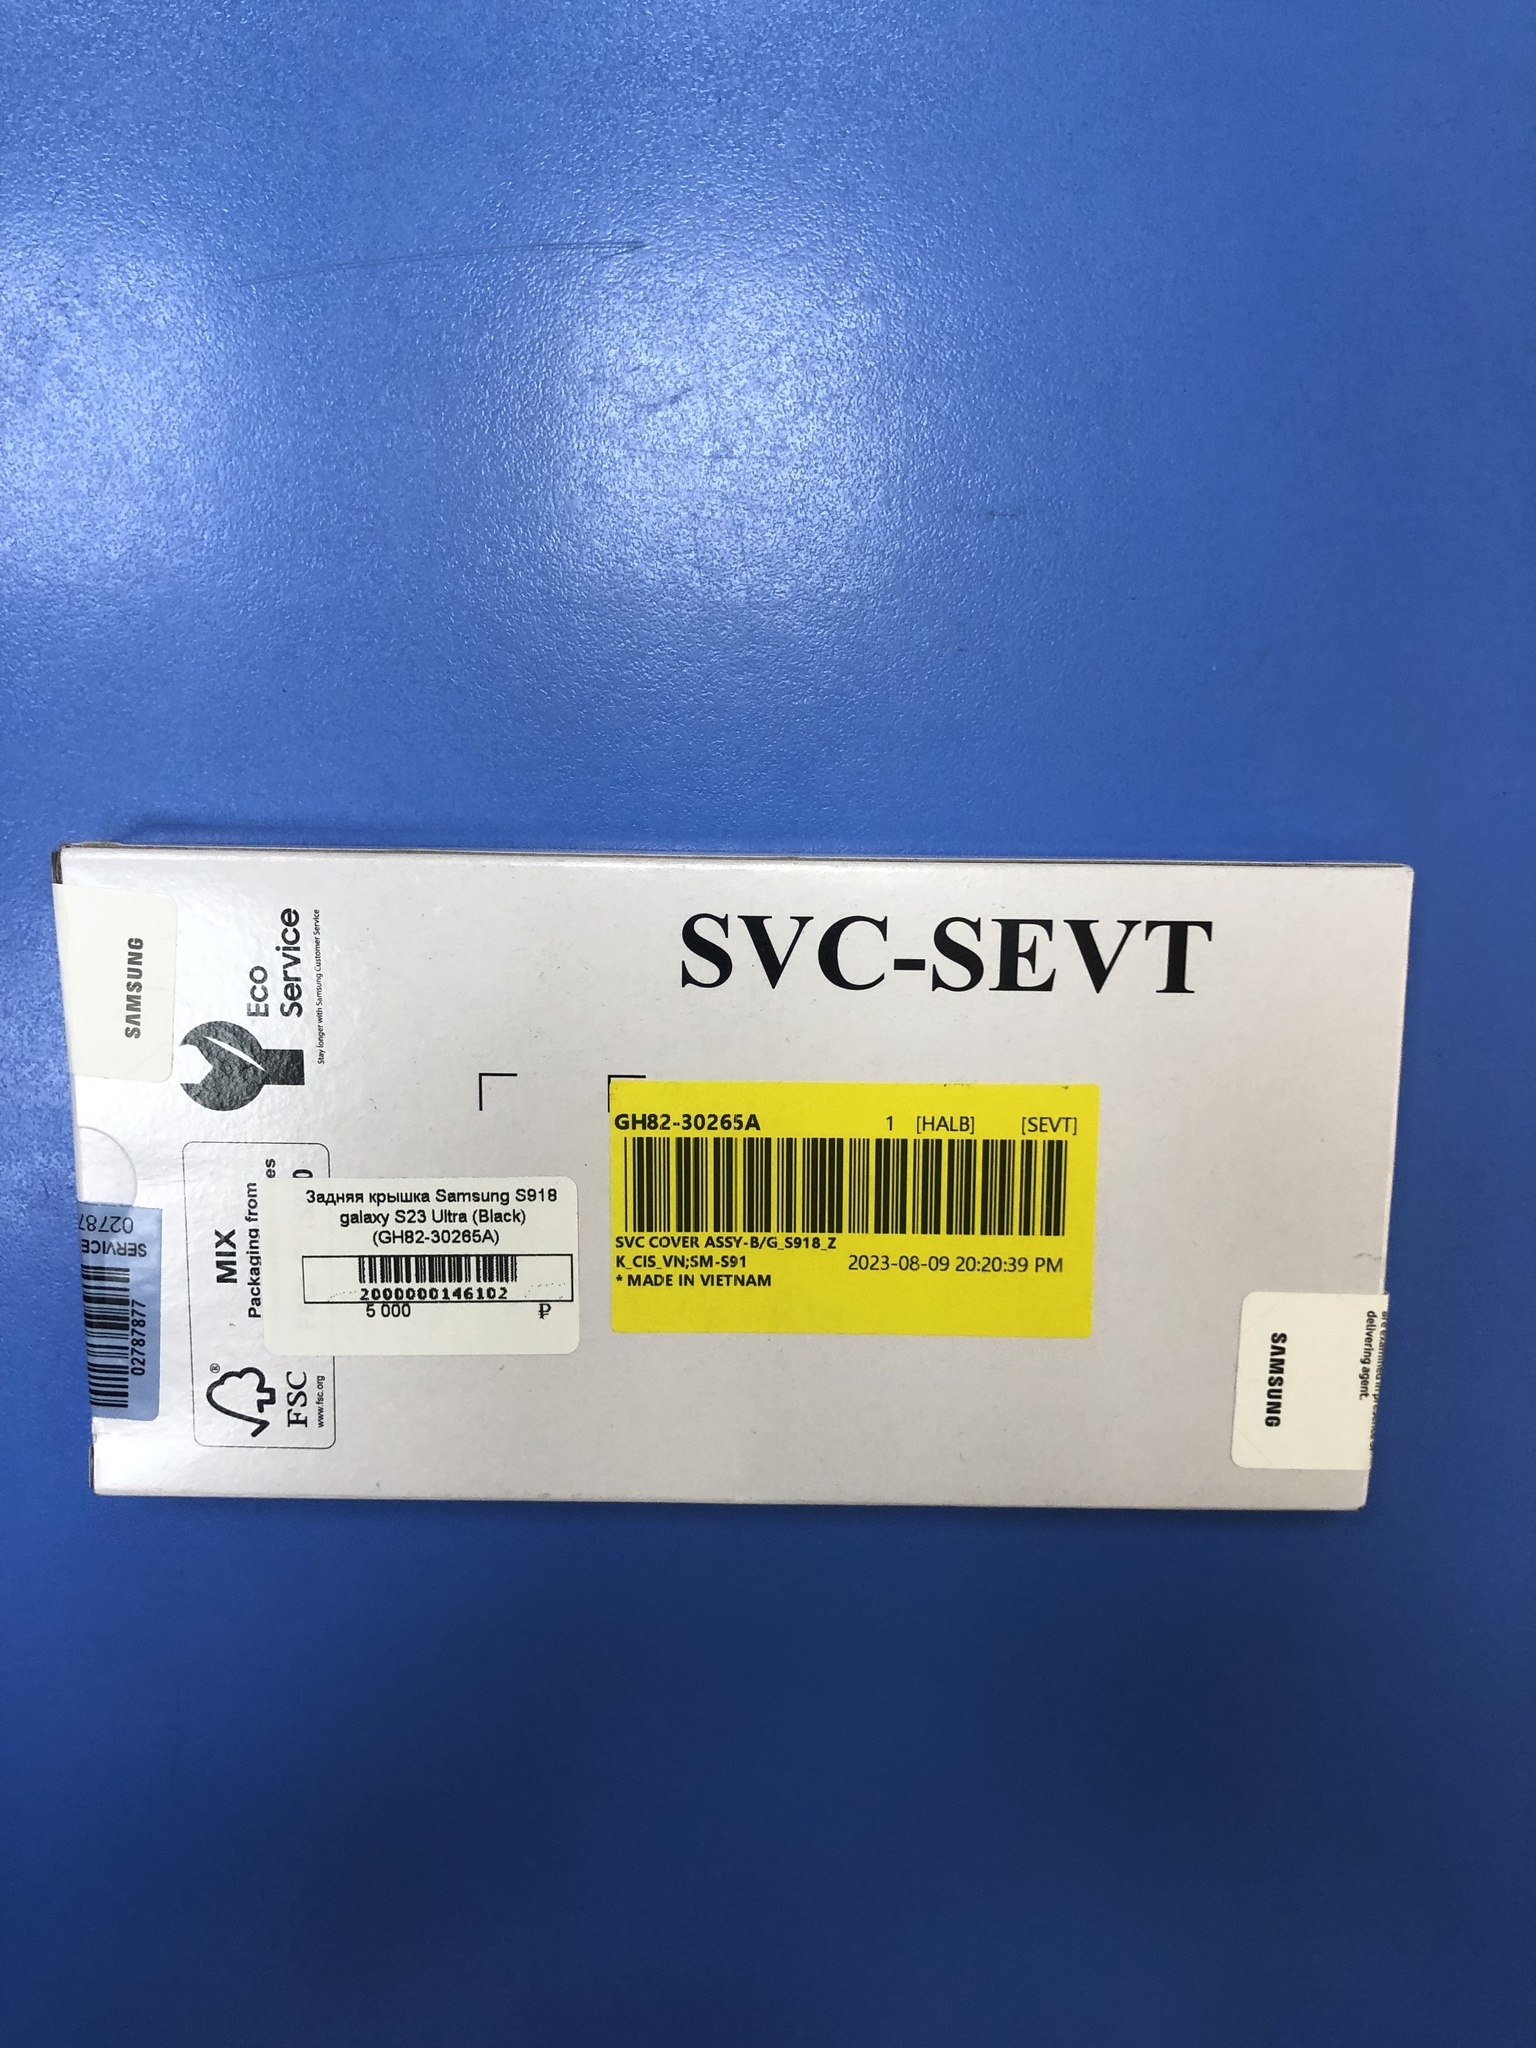 SVC-SEVT
SAMSUNG
Eco
Service
Stay longer with Samsung Customer Service
MIX
Packaging from
es
0
FSC
®
www.fsc.org
SERVICE
02787
02787877
Задняя крышка Samsung S918
galaxy S23 Ultra (Black)
(GH82-30265A)
2000000146102
5 000 ₽
GH82-30265A 1 [HALB] [SEVT]
SVC COVER ASSY-B/G_S918_Z
K_CIS_VN;SM-S91 2023-08-09 20:20:39 PM
* MADE IN VIETNAM
SAMSUNG
delivering agent.